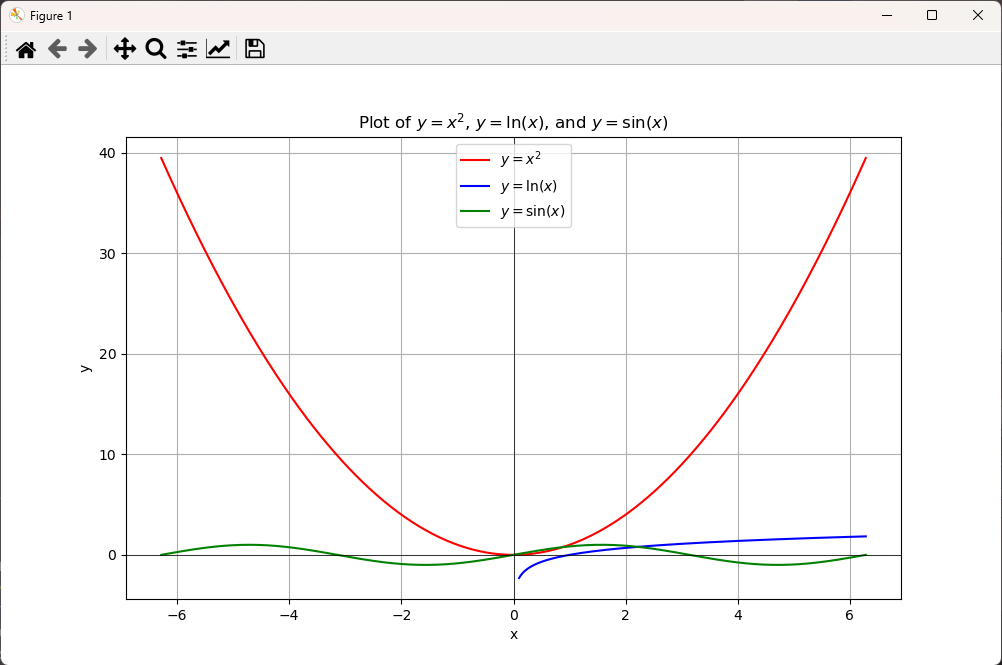 Figure 1
Plot of y = x², y = ln(x), and y = sin(x)
y = x²
y = ln(x)
y = sin(x)
40
30
20
10
0
y
−6 −4 −2 0 2 4 6
x